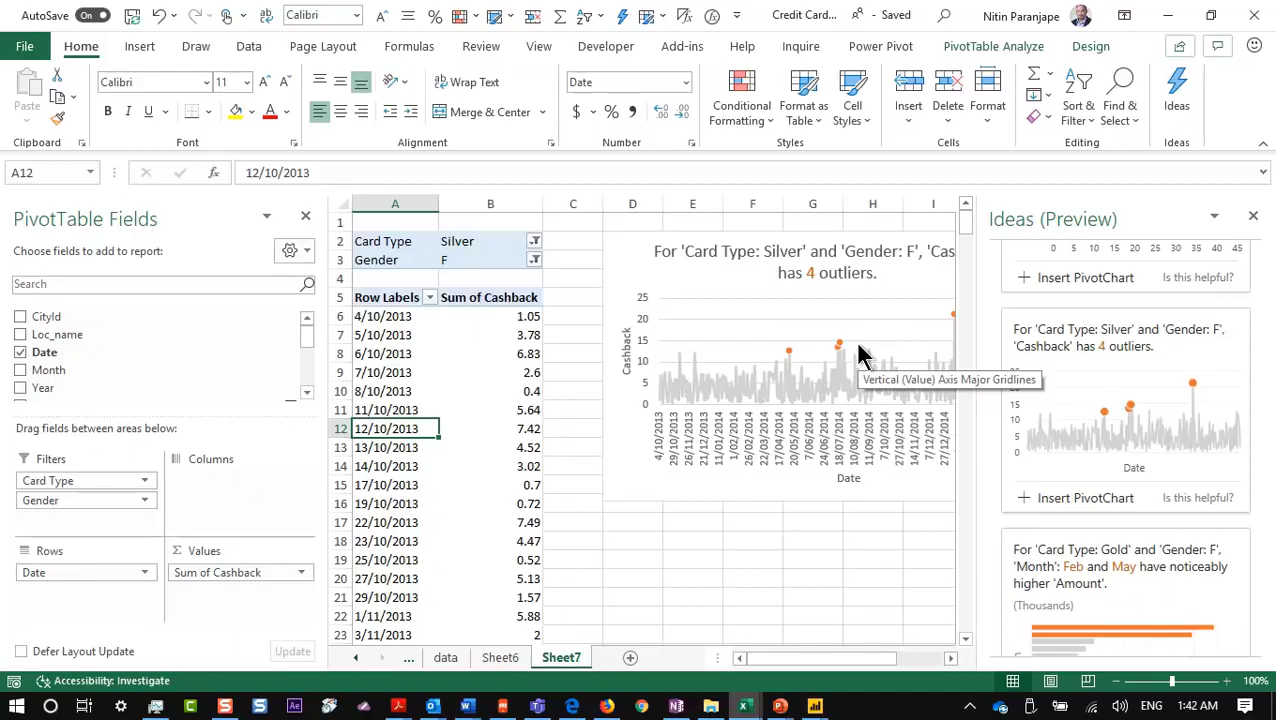 AutoSave On Calibri Credit Card... - Saved Nitin Paranjape
File Home Insert Draw Data Page Layout Formulas Review View Developer Add-ins Help Inquire Power Pivot PivotTable Analyze Design
Paste
Calibri 11
B I U A
Wrap Text
Merge & Center
Date
$ % ,
Conditional Formatting
Format as Table
Cell Styles
Insert Delete Format
Sort & Filter
Find & Select
Ideas
Clipboard Font Alignment Number Styles Cells Editing Ideas
A12 fx 12/10/2013
PivotTable Fields
Choose fields to add to report:
Search
CityId
Loc_name
Date
Month
Year
Drag fields between areas below:
Filters Columns
Card Type
Gender
Rows Σ Values
Date Sum of Cashback
Defer Layout Update Update
A B C D E F G H I
1
2 Card Type Silver
3 Gender F
4
5 Row Labels Sum of Cashback
6 4/10/2013 1.05
7 5/10/2013 3.78
8 6/10/2013 6.83
9 7/10/2013 2.6
10 8/10/2013 0.4
11 11/10/2013 5.64
12 12/10/2013 7.42
13 13/10/2013 4.52
14 14/10/2013 3.02
15 17/10/2013 0.7
16 19/10/2013 0.72
17 22/10/2013 7.49
18 23/10/2013 4.47
19 25/10/2013 0.52
20 27/10/2013 5.13
21 29/10/2013 1.57
22 1/11/2013 5.88
23 3/11/2013 2
For 'Card Type: Silver' and 'Gender: F', 'Cas
has 4 outliers.
25
20
15
10
5
0
Cashback
Vertical (Value) Axis Major Gridlines
4/10/2013
29/10/2013
26/11/2013
31/12/2013
1/02/2014
22/03/2014
17/04/2014
20/05/2014
24/06/2014
18/07/2014
10/08/2014
11/09/2014
7/10/2014
27/10/2014
7/12/2014
27/12/2014
Date
Ideas (Preview)
0 5 10 15 20 25 30 35 40 45
Insert PivotChart Is this helpful?
For 'Card Type: Silver' and 'Gender: F',
'Cashback' has 4 outliers.
15
10
5
0
Date
Insert PivotChart Is this helpful?
For 'Card Type: Gold' and 'Gender: F',
'Month': Feb and May have noticeably
higher 'Amount'.
(Thousands)
... data Sheet6 Sheet7
Accessibility: Investigate 100%
ENG 1:42 AM